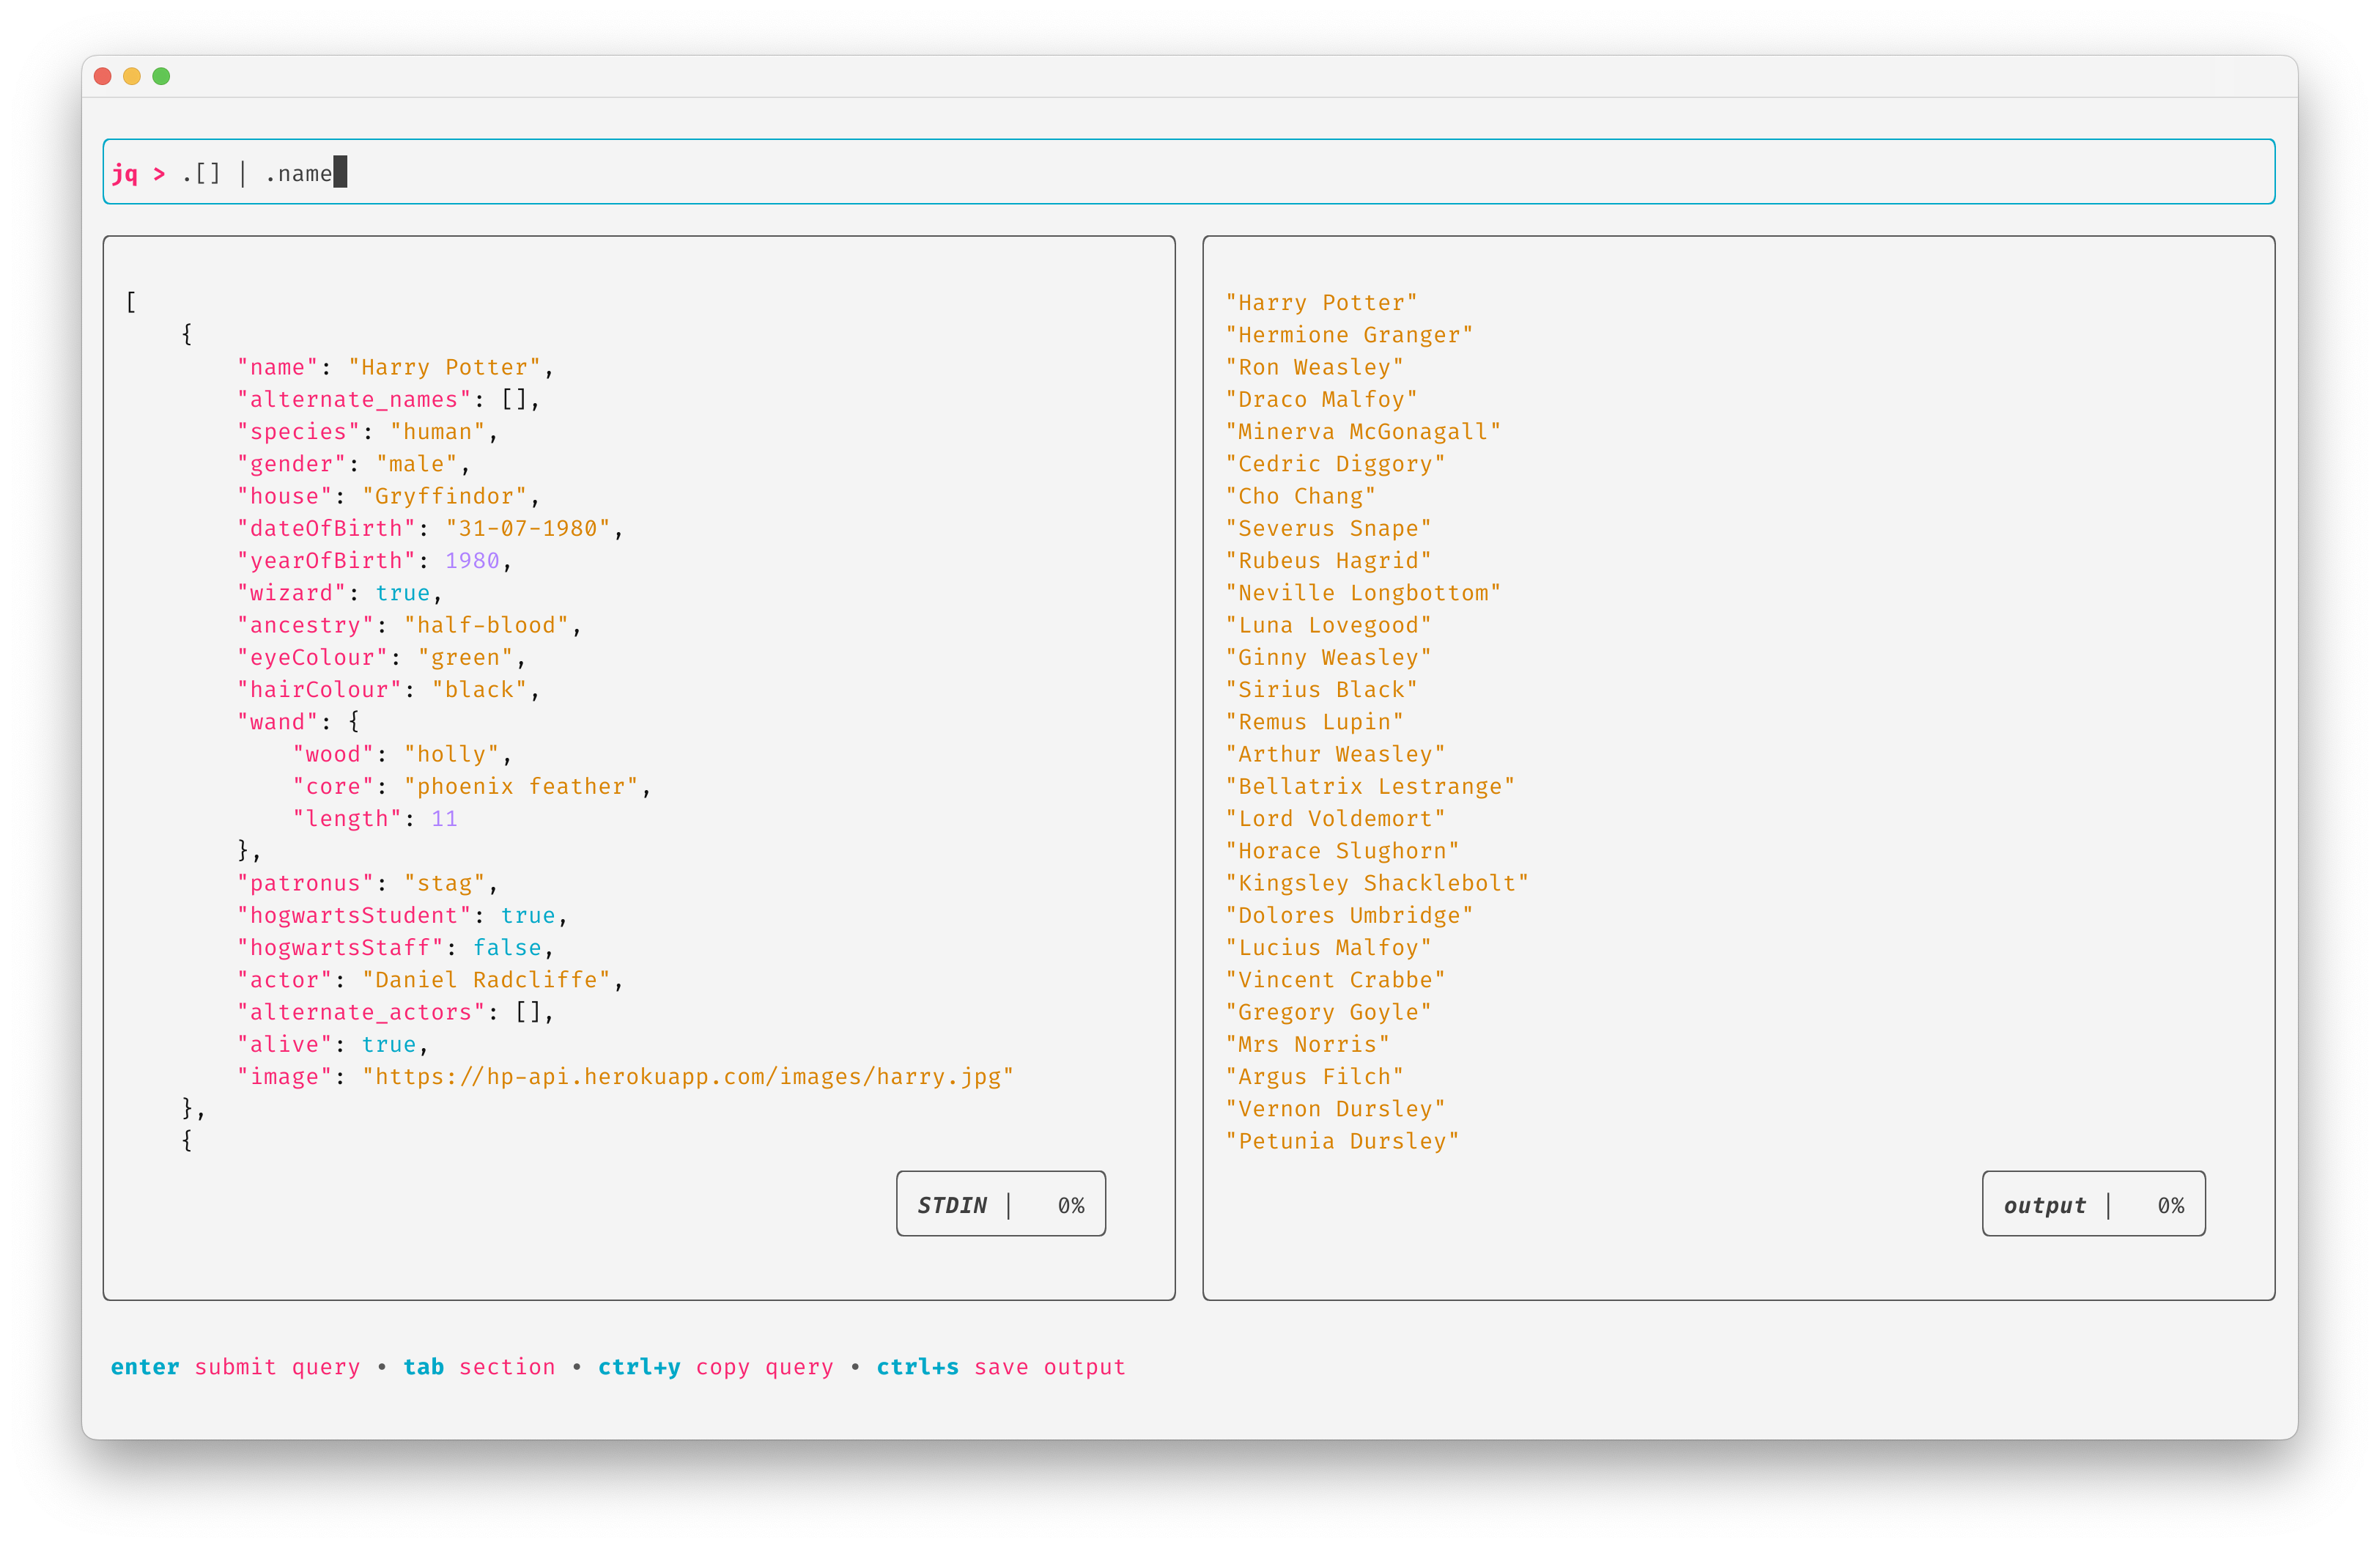 jq > .[] | .name
[
    {
        "name": "Harry Potter",
        "alternate_names": [],
        "species": "human",
        "gender": "male",
        "house": "Gryffindor",
        "dateOfBirth": "31-07-1980",
        "yearOfBirth": 1980,
        "wizard": true,
        "ancestry": "half-blood",
        "eyeColour": "green",
        "hairColour": "black",
        "wand": {
            "wood": "holly",
            "core": "phoenix feather",
            "length": 11
        },
        "patronus": "stag",
        "hogwartsStudent": true,
        "hogwartsStaff": false,
        "actor": "Daniel Radcliffe",
        "alternate_actors": [],
        "alive": true,
        "image": "https://hp-api.herokuapp.com/images/harry.jpg"
    },
    {
STDIN |   0%
"Harry Potter"
"Hermione Granger"
"Ron Weasley"
"Draco Malfoy"
"Minerva McGonagall"
"Cedric Diggory"
"Cho Chang"
"Severus Snape"
"Rubeus Hagrid"
"Neville Longbottom"
"Luna Lovegood"
"Ginny Weasley"
"Sirius Black"
"Remus Lupin"
"Arthur Weasley"
"Bellatrix Lestrange"
"Lord Voldemort"
"Horace Slughorn"
"Kingsley Shacklebolt"
"Dolores Umbridge"
"Lucius Malfoy"
"Vincent Crabbe"
"Gregory Goyle"
"Mrs Norris"
"Argus Filch"
"Vernon Dursley"
"Petunia Dursley"
output |   0%
enter submit query • tab section • ctrl+y copy query • ctrl+s save output